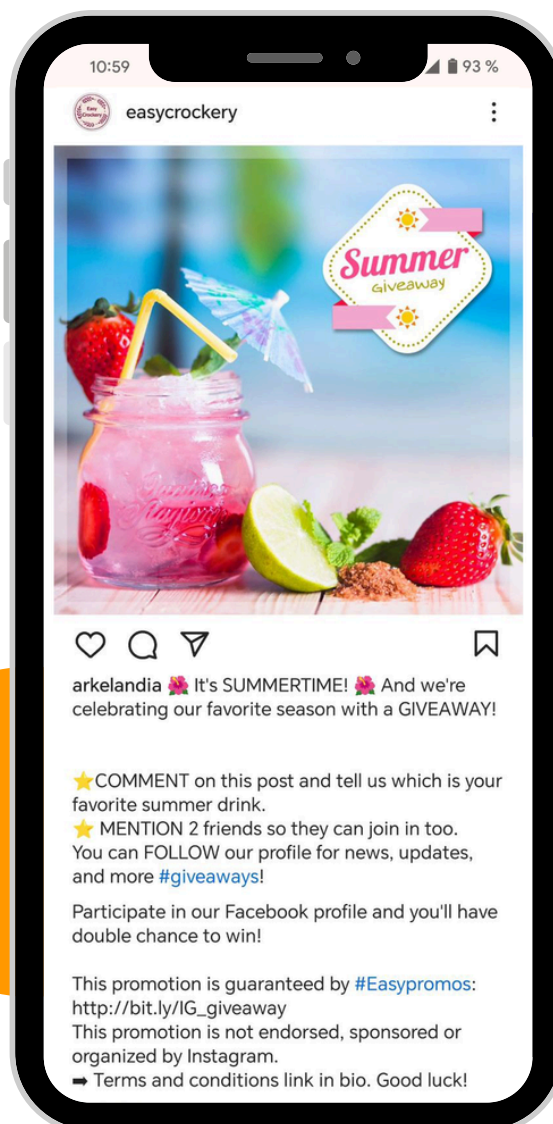 10:59
93 %
Easy
Crockery
easycrockery
Summer
Giveaway
arkelandia 🌺 It's SUMMERTIME! 🌺 And we're
celebrating our favorite season with a GIVEAWAY!
⭐COMMENT on this post and tell us which is your
favorite summer drink.
⭐ MENTION 2 friends so they can join in too.
You can FOLLOW our profile for news, updates,
and more #giveaways!
Participate in our Facebook profile and you'll have
double chance to win!
This promotion is guaranteed by #Easypromos:
http://bit.ly/IG_giveaway
This promotion is not endorsed, sponsored or
organized by Instagram.
➡ Terms and conditions link in bio. Good luck!